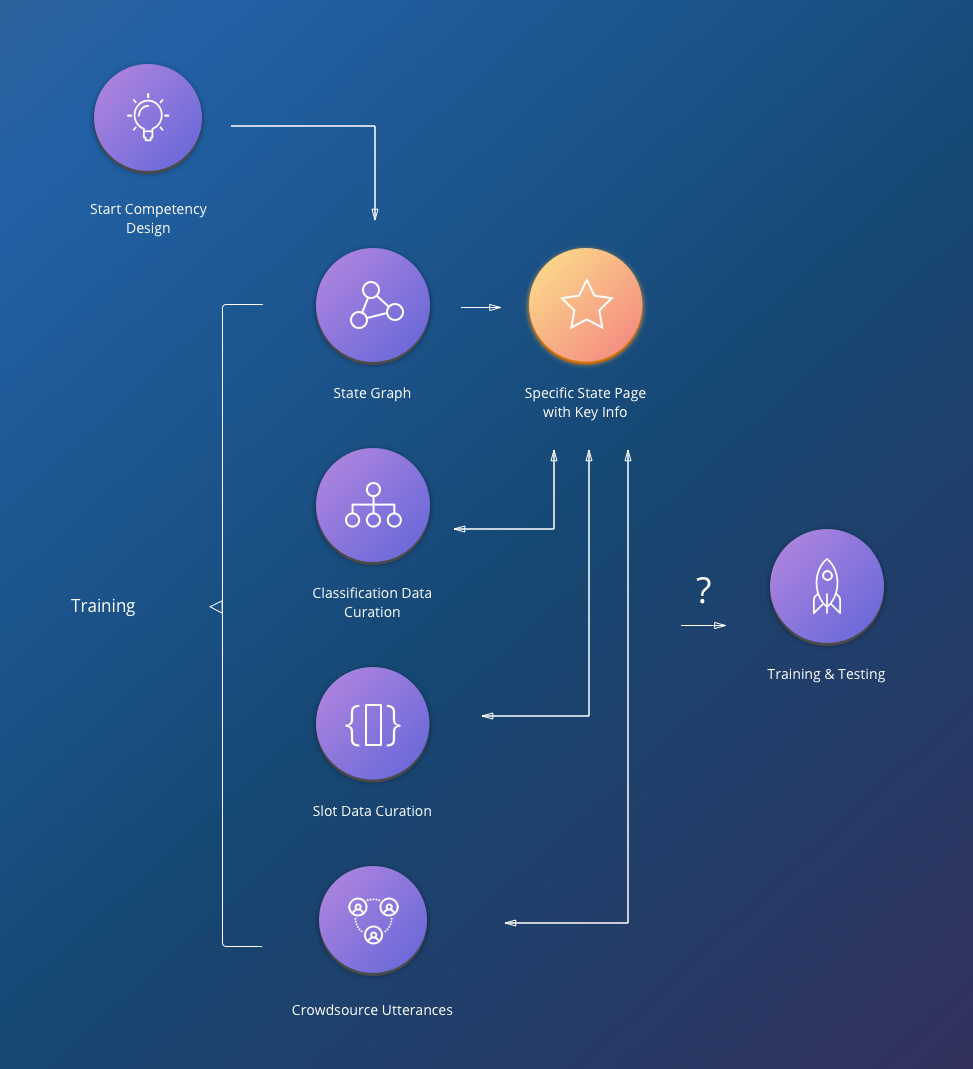 Start Competency
Design
State Graph
Specific State Page
with Key Info
Classification Data
Curation
Training
?
Training & Testing
Slot Data Curation
Crowdsource Utterances